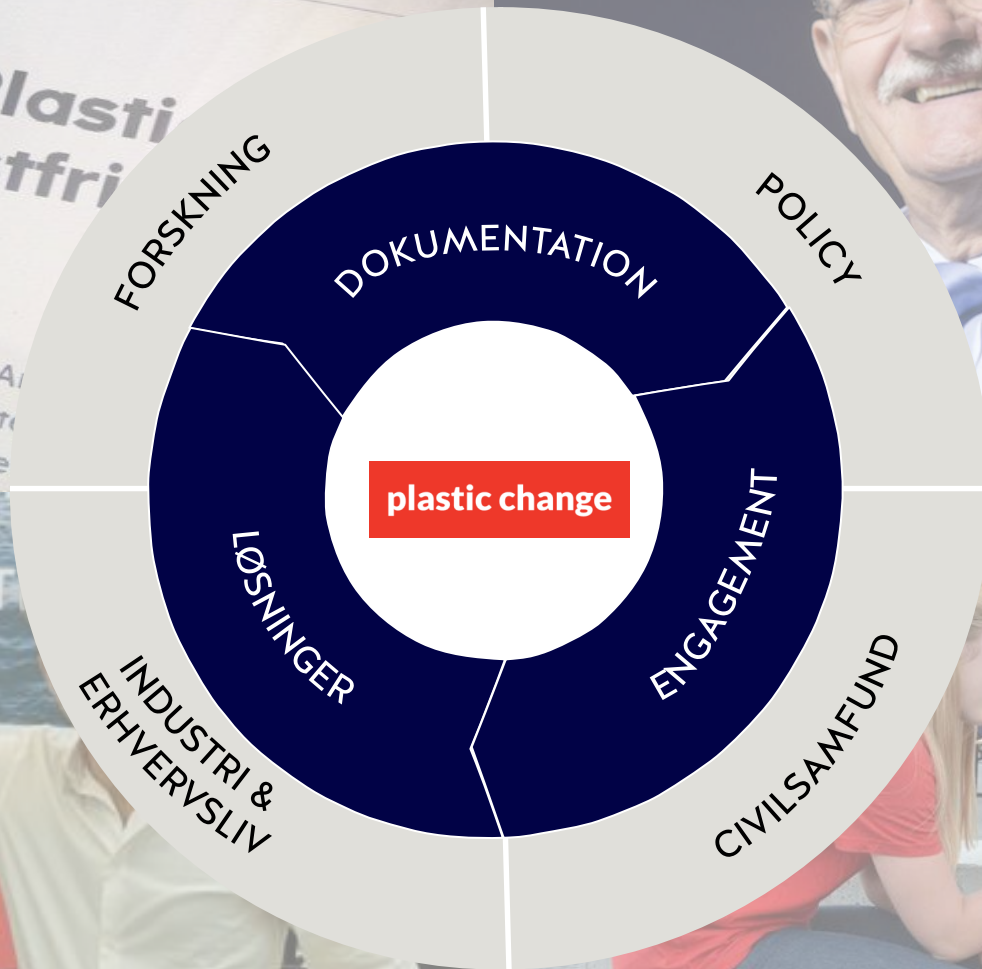 FORSKNING
POLICY
DOKUMENTATION
plastic change
LØSNINGER
ENGAGEMENT
INDUSTRI &
ERHVERVSLIV
CIVILSAMFUND